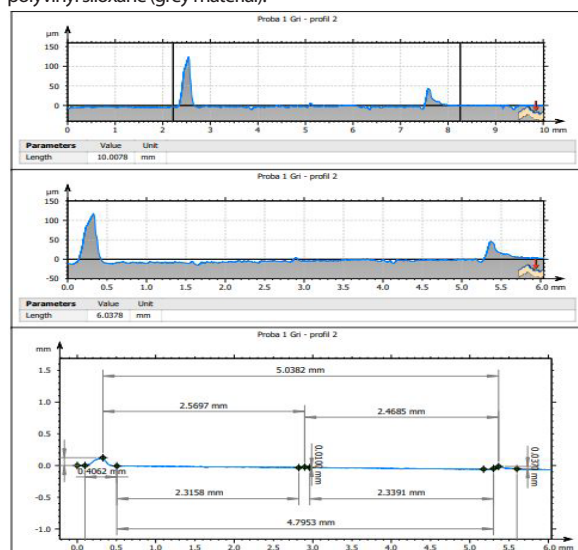 polyvinyl siloxane (grey material).
Proba 1 Gri - profil 2
µm
150
100
50
0
-50
0 1 2 3 4 5 6 7 8 9 10 mm
Parameters Value Unit
Length 10.0078 mm
Proba 1 Gri - profil 2
µm
150
100
50
0
-50
0.0 0.5 1.0 1.5 2.0 2.5 3.0 3.5 4.0 4.5 5.0 5.5 6.0 mm
Parameters Value Unit
Length 6.0378 mm
Proba 1 Gri - profil 2
mm
1.5
5.0382 mm
1.0
2.5697 mm
2.4685 mm
0.5
0.0
0.4062 mm
-0.5
2.3158 mm
2.3391 mm
-1.0
4.7953 mm
0.0 0.5 1.0 1.5 2.0 2.5 3.0 3.5 4.0 4.5 5.0 5.5 6.0 mm